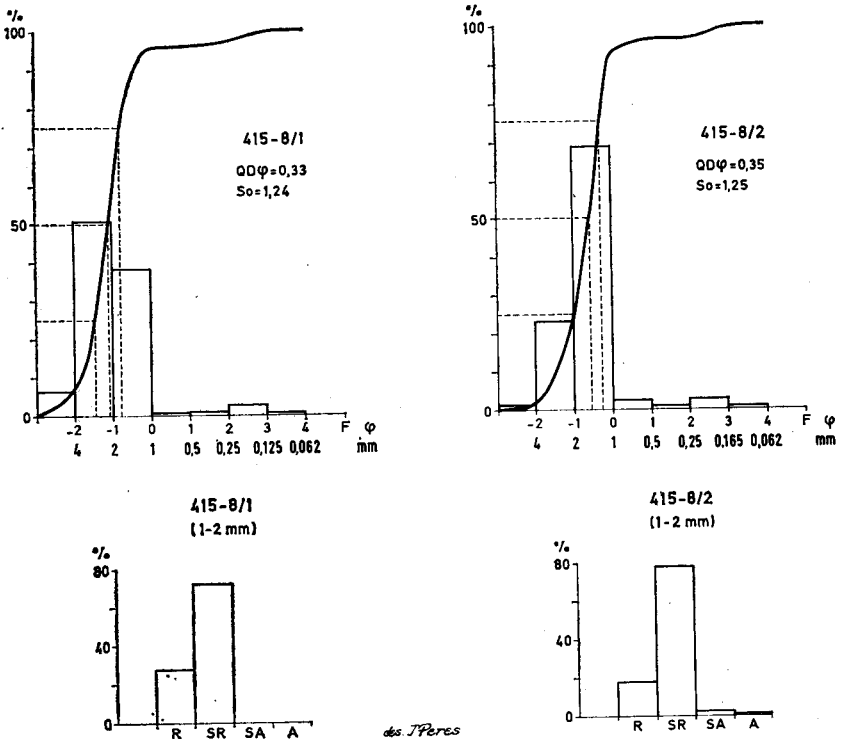 %
100
50
0
415-8/1
QDφ=0,33
So=1,24
-2 -1 0 1 2 3 4 F φ
4 2 1 0,5 0,25 0,125 0,062 mm
%
100
50
0
415-8/2
QDφ=0,35
So=1,25
-2 -1 0 1 2 3 4 F φ
4 2 1 0,5 0,25 0,165 0,062 mm
415-8/1
(1-2 mm)
%
80
40
0
R SR SA A
des. J Peres
415-8/2
(1-2 mm)
%
80
40
0
R SR SA A